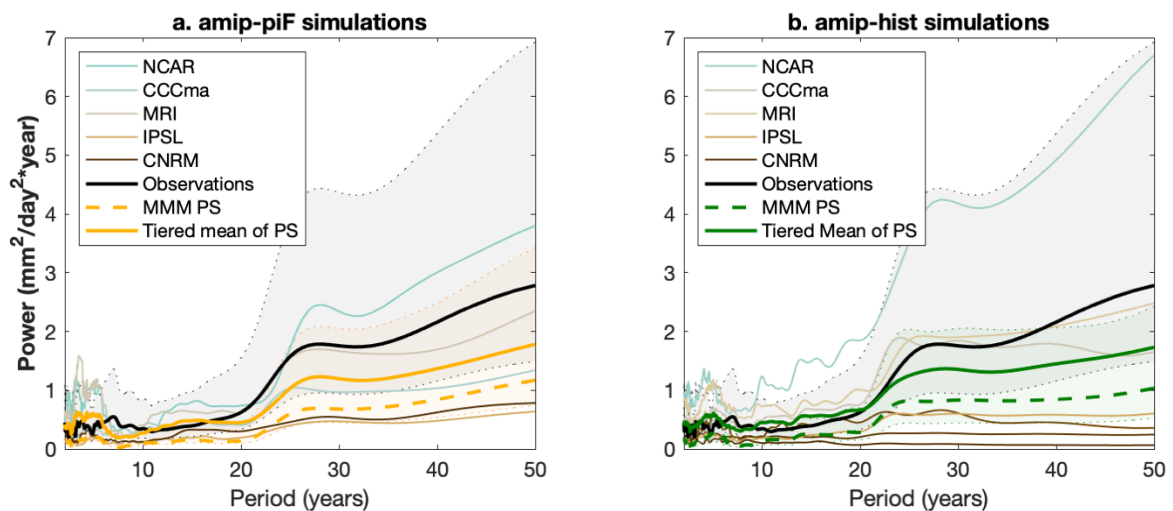 a. amip-piF simulations
Power (mm²/day²*year)
7
6
5
4
3
2
1
0
NCAR
CCCma
MRI
IPSL
CNRM
Observations
MMM PS
Tiered mean of PS
10
20
30
40
50
Period (years)
b. amip-hist simulations
7
6
5
4
3
2
1
0
NCAR
CCCma
MRI
IPSL
CNRM
Observations
MMM PS
Tiered Mean of PS
10
20
30
40
50
Period (years)